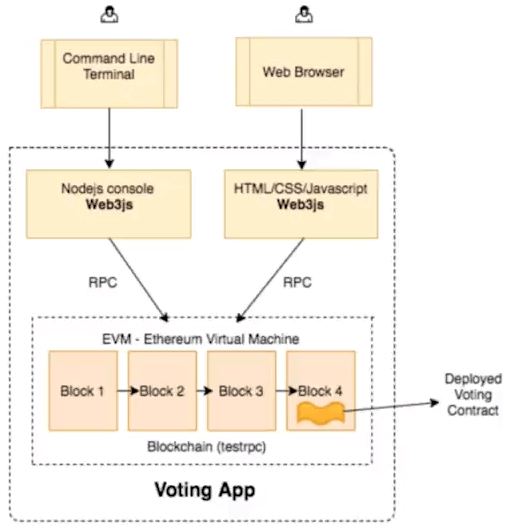 Command Line
Terminal
Web Browser
Nodejs console
Web3js
HTML/CSS/Javascript
Web3js
RPC
RPC
EVM - Ethereum Virtual Machine
Block 1
Block 2
Block 3
Block 4
Deployed
Voting
Contract
Blockchain (testrpc)
Voting App